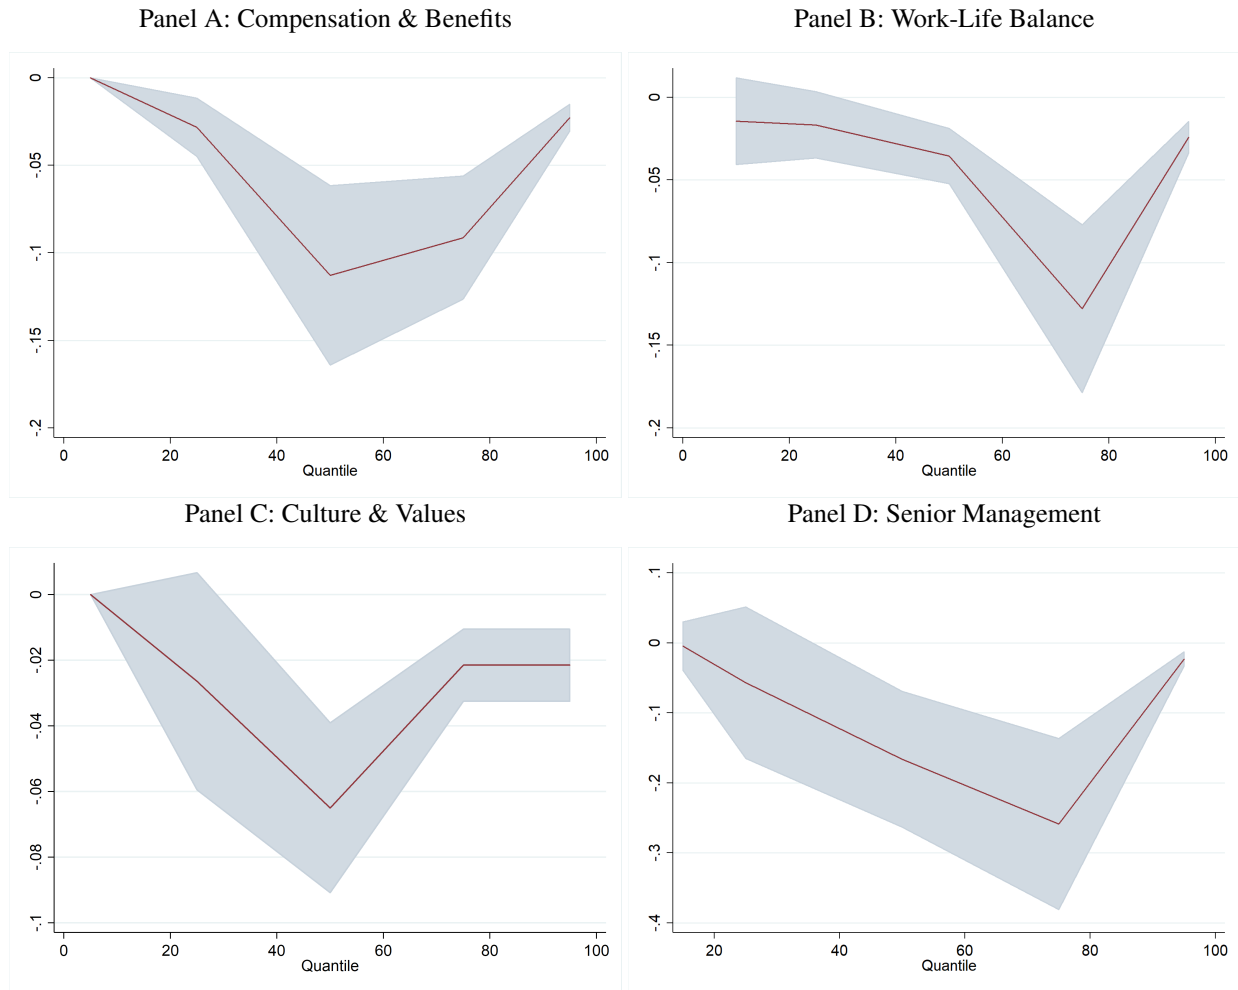 Panel A: Compensation & Benefits
0
-.05
-.1
-.15
-.2
0 20 40 60 80 100
Quantile
Panel B: Work-Life Balance
0
-.05
-.1
-.15
-.2
0 20 40 60 80 100
Quantile
Panel C: Culture & Values
0
-.02
-.04
-.06
-.08
-.1
0 20 40 60 80 100
Quantile
Panel D: Senior Management
.1
0
-.1
-.2
-.3
-.4
20 40 60 80 100
Quantile